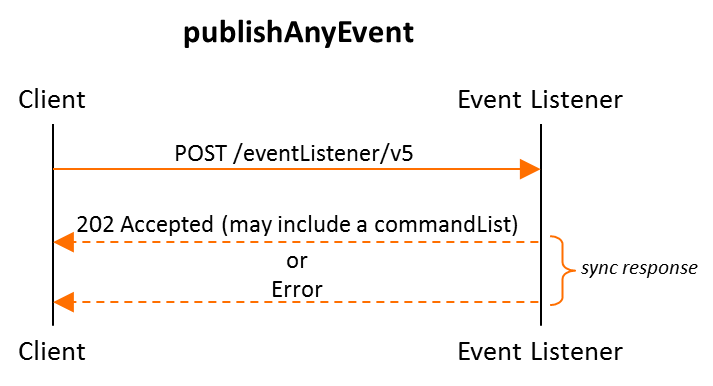 publishAnyEvent
Client
Event Listener
POST /eventListener/v5
202 Accepted (may include a commandList)
or
Error
sync response
Client
Event Listener